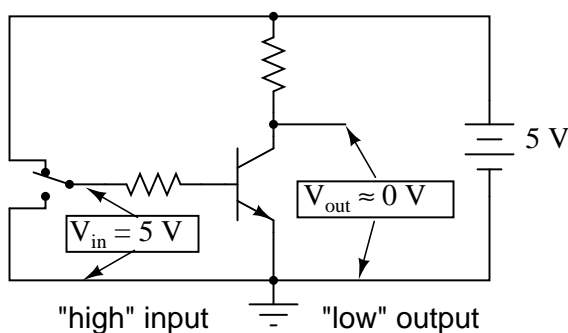 5 V
V_out ≈ 0 V
V_in = 5 V
"high" input
"low" output